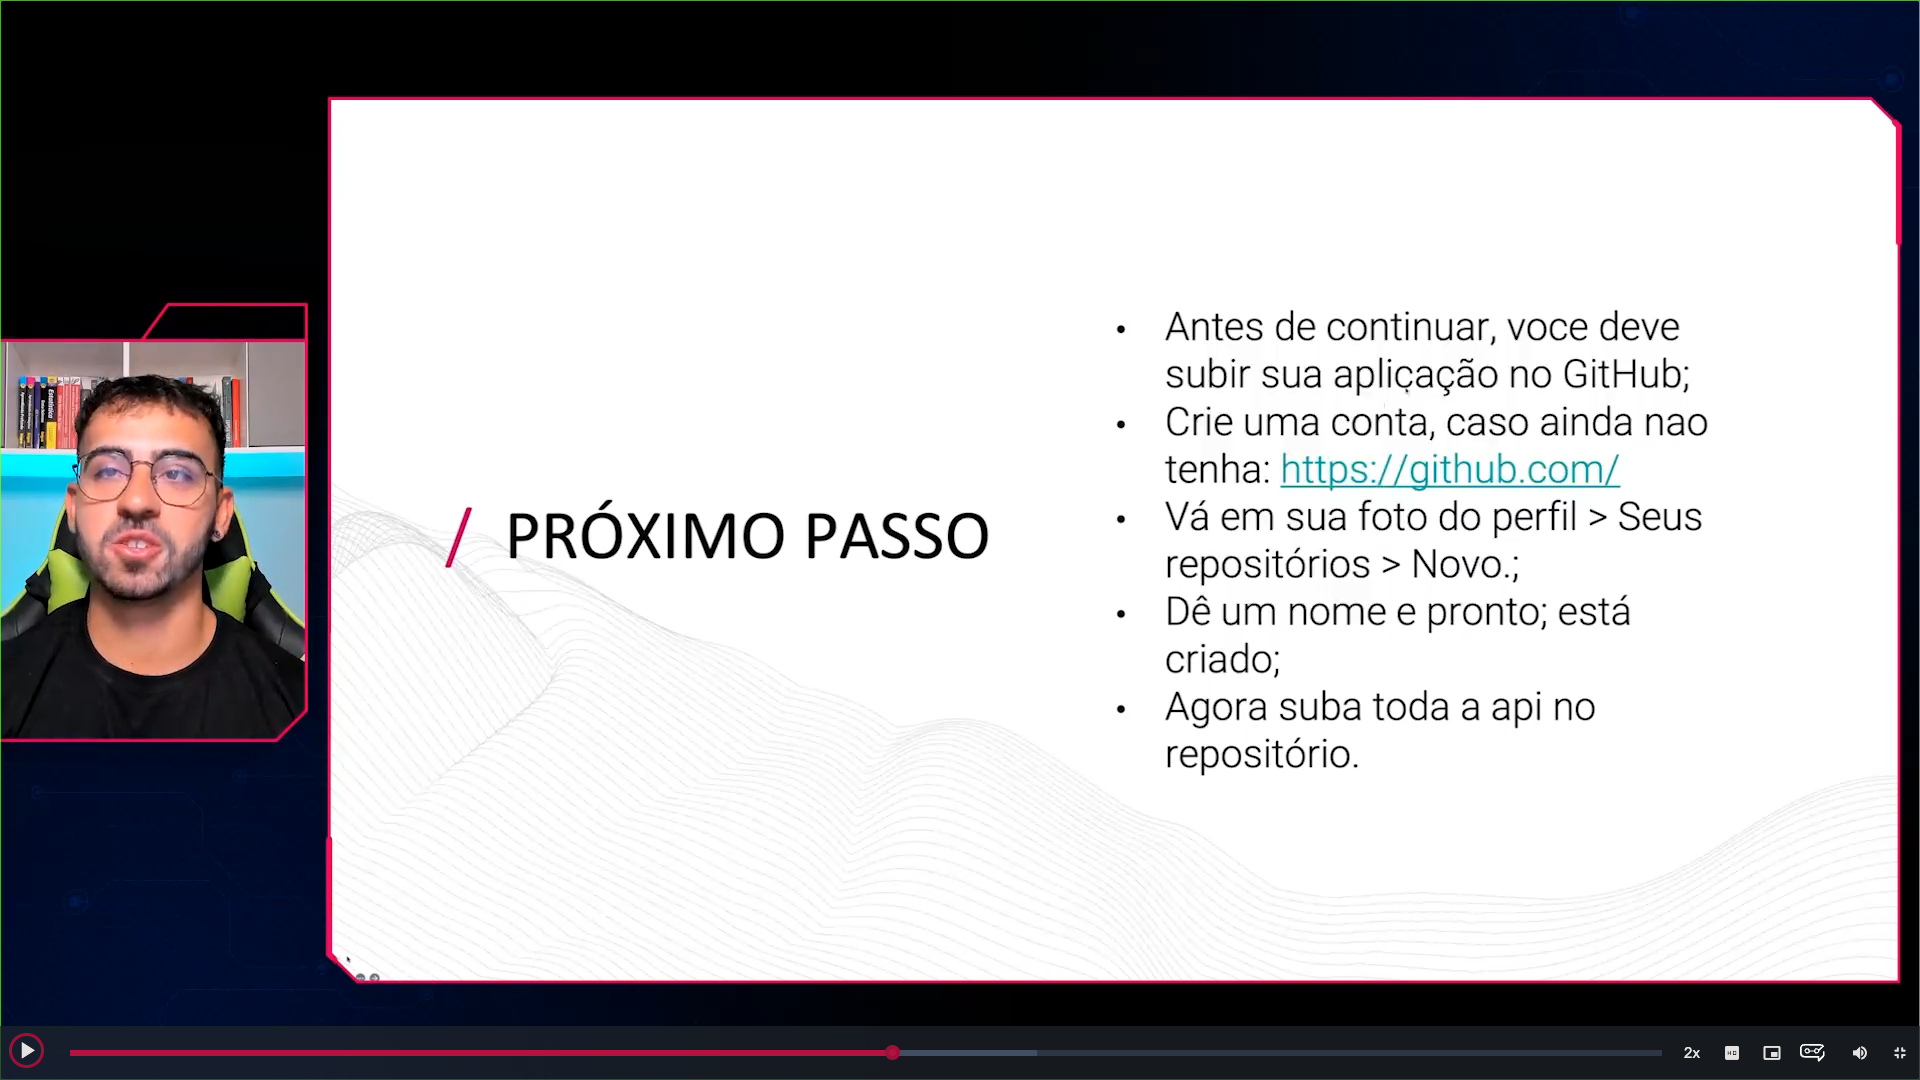 / PRÓXIMO PASSO
• Antes de continuar, voce deve
subir sua aplicação no GitHub;
• Crie uma conta, caso ainda nao
tenha: https://github.com/
• Vá em sua foto do perfil > Seus
repositórios > Novo.;
• Dê um nome e pronto; está
criado;
• Agora suba toda a api no
repositório.
2x
HD